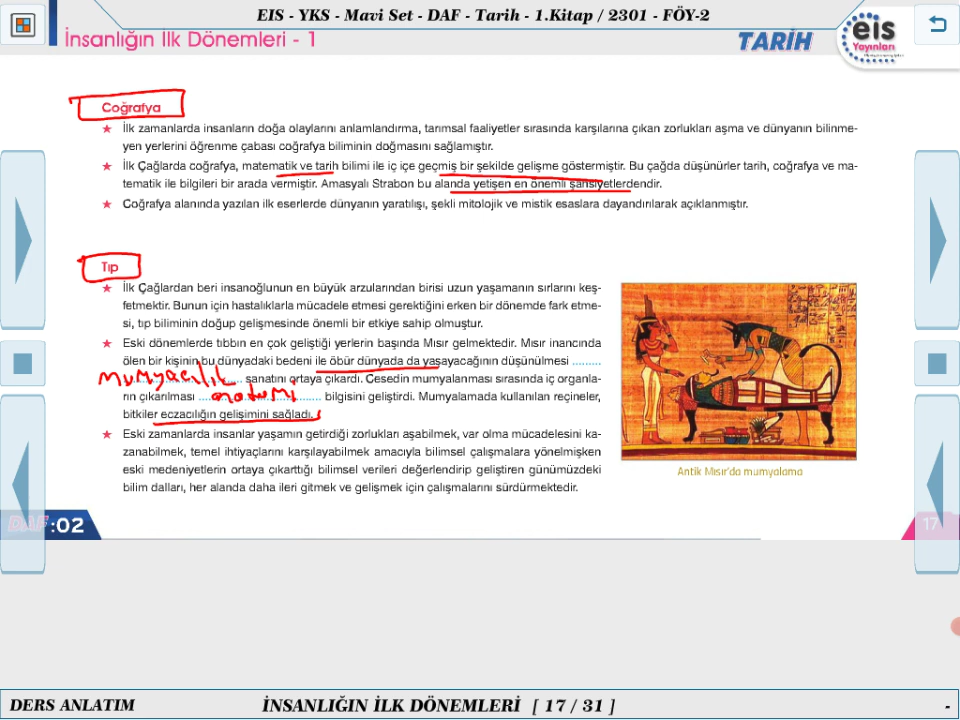 EIS - YKS - Mavi Set - DAF - Tarih - 1.Kitap / 2301 - FÖY-2
İnsanlığın İlk Dönemleri - 1
TARİH
eis
Yayınları
Coğrafya
★ İlk zamanlarda insanların doğa olaylarını anlamlandırma, tarımsal faaliyetler sırasında karşılarına çıkan zorlukları aşma ve dünyanın bilinme-
yen yerlerini öğrenme çabası coğrafya biliminin doğmasını sağlamıştır.
★ İlk Çağlarda coğrafya, matematik ve tarih bilimi ile iç içe geçmiş bir şekilde gelişme göstermiştir. Bu çağda düşünürler tarih, coğrafya ve ma-
tematik ile bilgileri bir arada vermiştir. Amasyalı Strabon bu alanda yetişen en önemli şahsiyetlerdendir.
★ Coğrafya alanında yazılan ilk eserlerde dünyanın yaratılışı, şekli mitolojik ve mistik esaslara dayandırılarak açıklanmıştır.
Tıp
★ İlk Çağlardan beri insanoğlunun en büyük arzularından birisi uzun yaşamanın sırlarını keş-
fetmektir. Bunun için hastalıklarla mücadele etmesi gerektiğini erken bir dönemde fark etme-
si, tıp biliminin doğup gelişmesinde önemli bir etkiye sahip olmuştur.
★ Eski dönemlerde tıbbın en çok geliştiği yerlerin başında Mısır gelmektedir. Mısır inancında
ölen bir kişinin bu dünyadaki bedeni ile öbür dünyada da yaşayacağının düşünülmesi .........
mumyacılık sanatını ortaya çıkardı. Cesedin mumyalanması sırasında iç organla-
rın çıkarılması anatomi bilgisini geliştirdi. Mumyalamada kullanılan reçineler,
bitkiler eczacılığın gelişimini sağladı.
★ Eski zamanlarda insanlar yaşamın getirdiği zorlukları aşabilmek, var olma mücadelesini ka-
zanabilmek, temel ihtiyaçlarını karşılayabilmek amacıyla bilimsel çalışmalara yönelmişken
eski medeniyetlerin ortaya çıkarttığı bilimsel verileri değerlendirip geliştiren günümüzdeki
bilim dalları, her alanda daha ileri gitmek ve gelişmek için çalışmalarını sürdürmektedir.
Antik Mısır'da mumyalama
DAF :02
17
DERS ANLATIM
İNSANLIĞIN İLK DÖNEMLERİ [ 17 / 31 ]
-